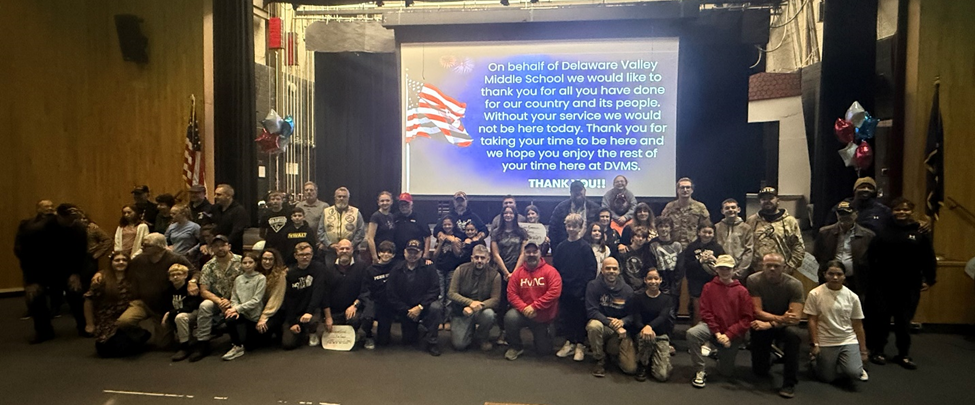 On behalf of Delaware Valley
Middle School we would like to
thank you for all you have done
for our country and its people.
Without your service we would
not be here today. Thank you for
taking your time to be here and
we hope you enjoy the rest of
your time here at DVMS.
THANK YOU!!
HVAC